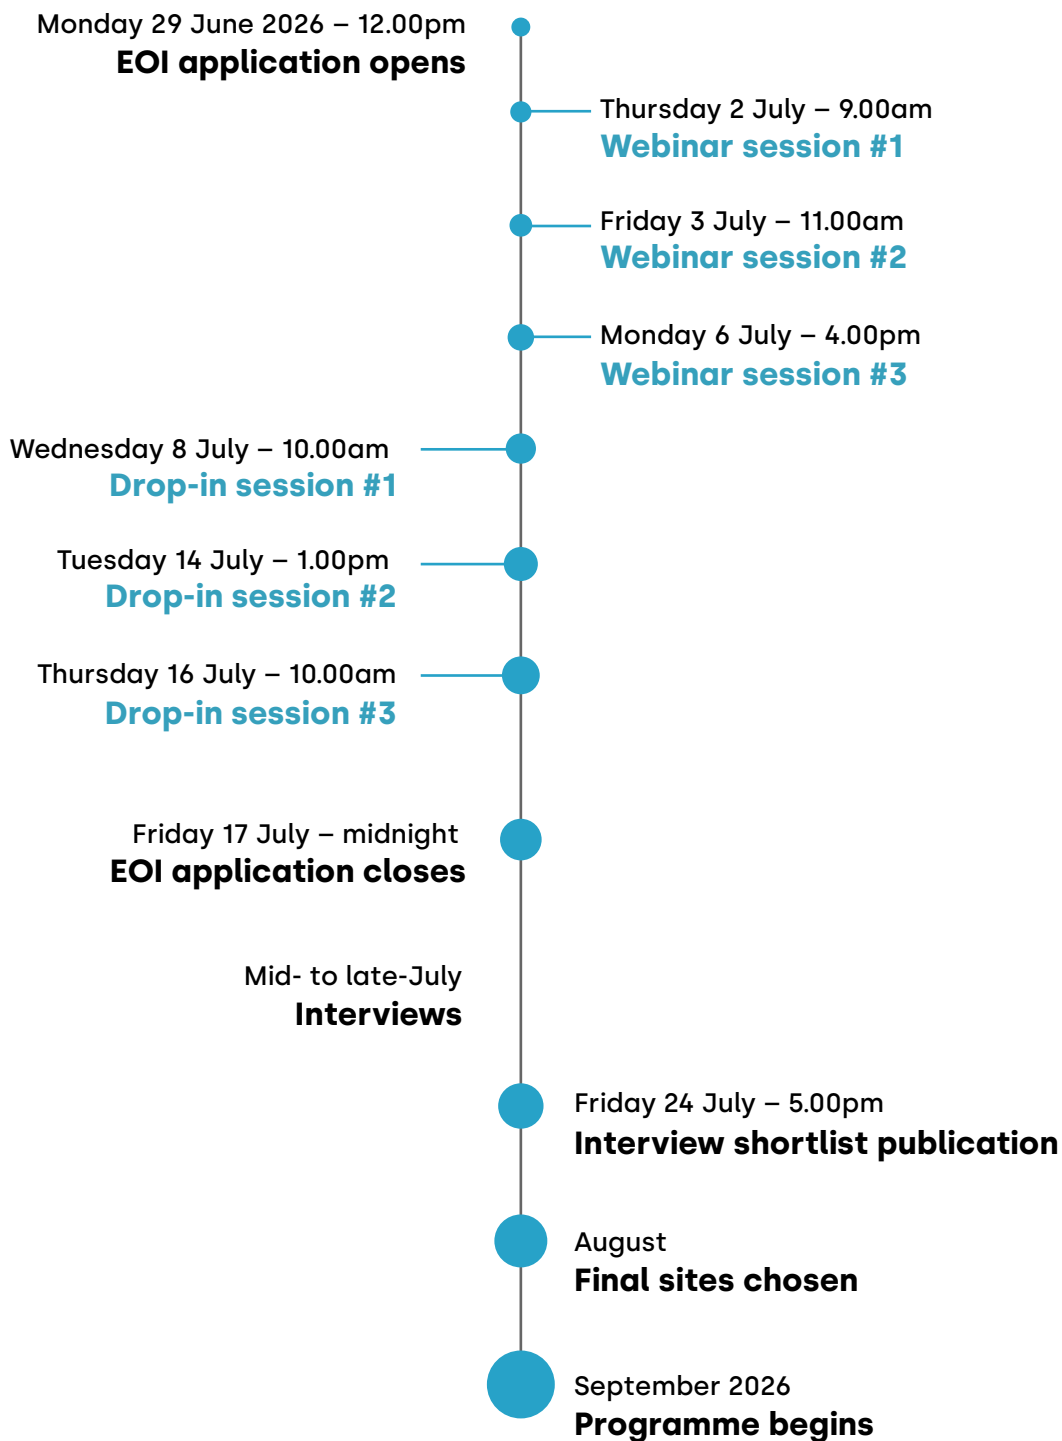 Monday 29 June 2026 – 12.00pm
EOI application opens
Thursday 2 July – 9.00am
Webinar session #1
Friday 3 July – 11.00am
Webinar session #2
Monday 6 July – 4.00pm
Webinar session #3
Wednesday 8 July – 10.00am
Drop-in session #1
Tuesday 14 July – 1.00pm
Drop-in session #2
Thursday 16 July – 10.00am
Drop-in session #3
Friday 17 July – midnight
EOI application closes
Mid- to late-July
Interviews
Friday 24 July – 5.00pm
Interview shortlist publication
August
Final sites chosen
September 2026
Programme begins